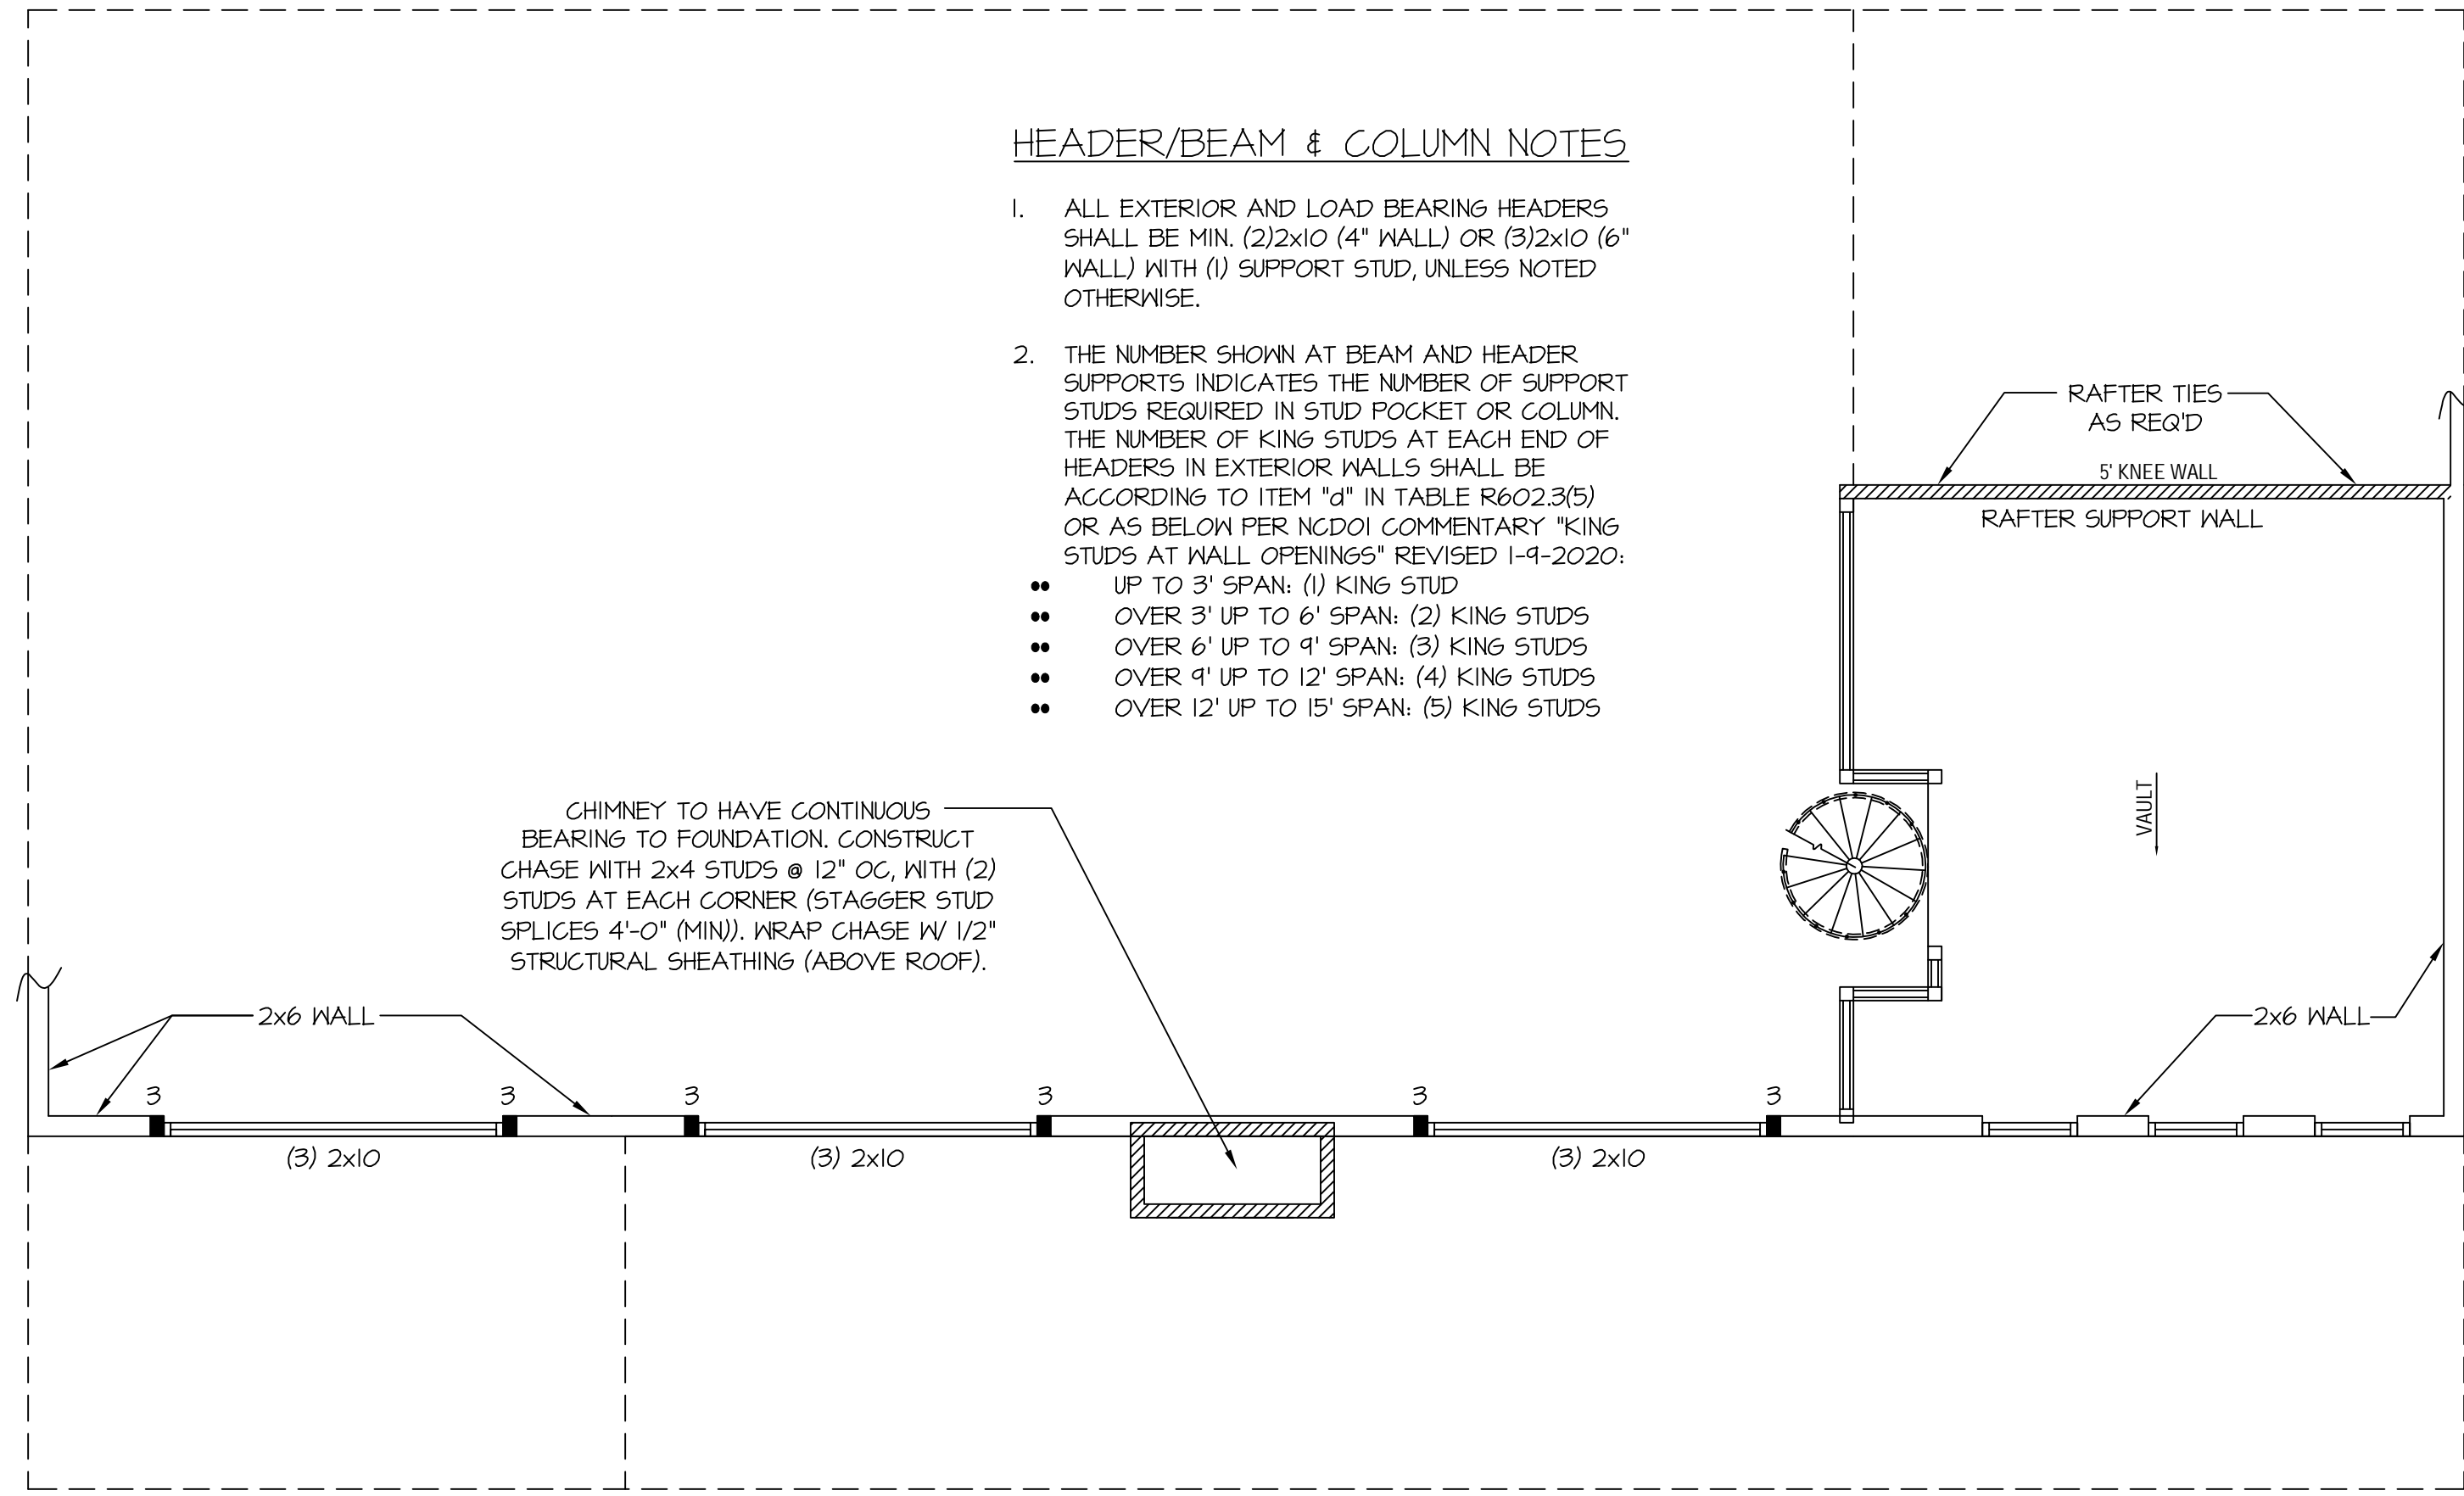 HEADER/BEAM & COLUMN NOTES
1. ALL EXTERIOR AND LOAD BEARING HEADERS
SHALL BE MIN. (2)2x10 (4" WALL) OR (3)2x10 (6"
WALL) WITH (1) SUPPORT STUD, UNLESS NOTED
OTHERWISE.
2. THE NUMBER SHOWN AT BEAM AND HEADER
SUPPORTS INDICATES THE NUMBER OF SUPPORT
STUDS REQUIRED IN STUD POCKET OR COLUMN.
THE NUMBER OF KING STUDS AT EACH END OF
HEADERS IN EXTERIOR WALLS SHALL BE
ACCORDING TO ITEM "d" IN TABLE R602.3(5)
OR AS BELOW PER NCDOI COMMENTARY "KING
STUDS AT WALL OPENINGS" REVISED 1-9-2020:
•• UP TO 3' SPAN: (1) KING STUD
•• OVER 3' UP TO 6' SPAN: (2) KING STUDS
•• OVER 6' UP TO 9' SPAN: (3) KING STUDS
•• OVER 9' UP TO 12' SPAN: (4) KING STUDS
•• OVER 12' UP TO 15' SPAN: (5) KING STUDS
RAFTER TIES
AS REQ'D
5' KNEE WALL
RAFTER SUPPORT WALL
VAULT
CHIMNEY TO HAVE CONTINUOUS
BEARING TO FOUNDATION. CONSTRUCT
CHASE WITH 2x4 STUDS @ 12" OC, WITH (2)
STUDS AT EACH CORNER (STAGGER STUD
SPLICES 4'-0" (MIN)). WRAP CHASE W/ 1/2"
STRUCTURAL SHEATHING (ABOVE ROOF).
2x6 WALL
2x6 WALL
3
3
3
3
3
3
(3) 2x10
(3) 2x10
(3) 2x10